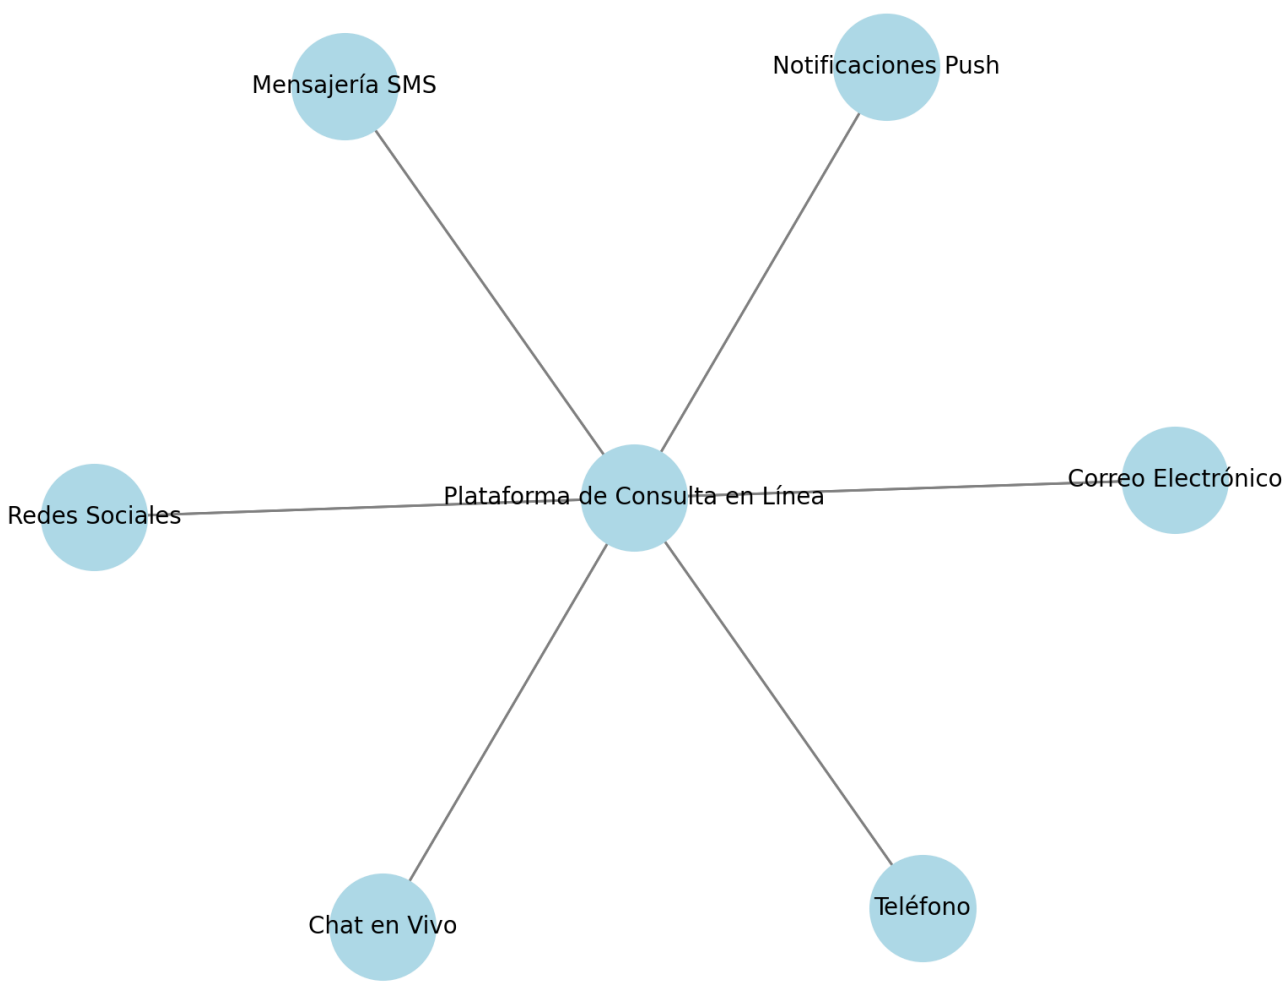 Notificaciones Push
Mensajería SMS
Correo Electrónico
Plataforma de Consulta en Línea
Redes Sociales
Teléfono
Chat en Vivo